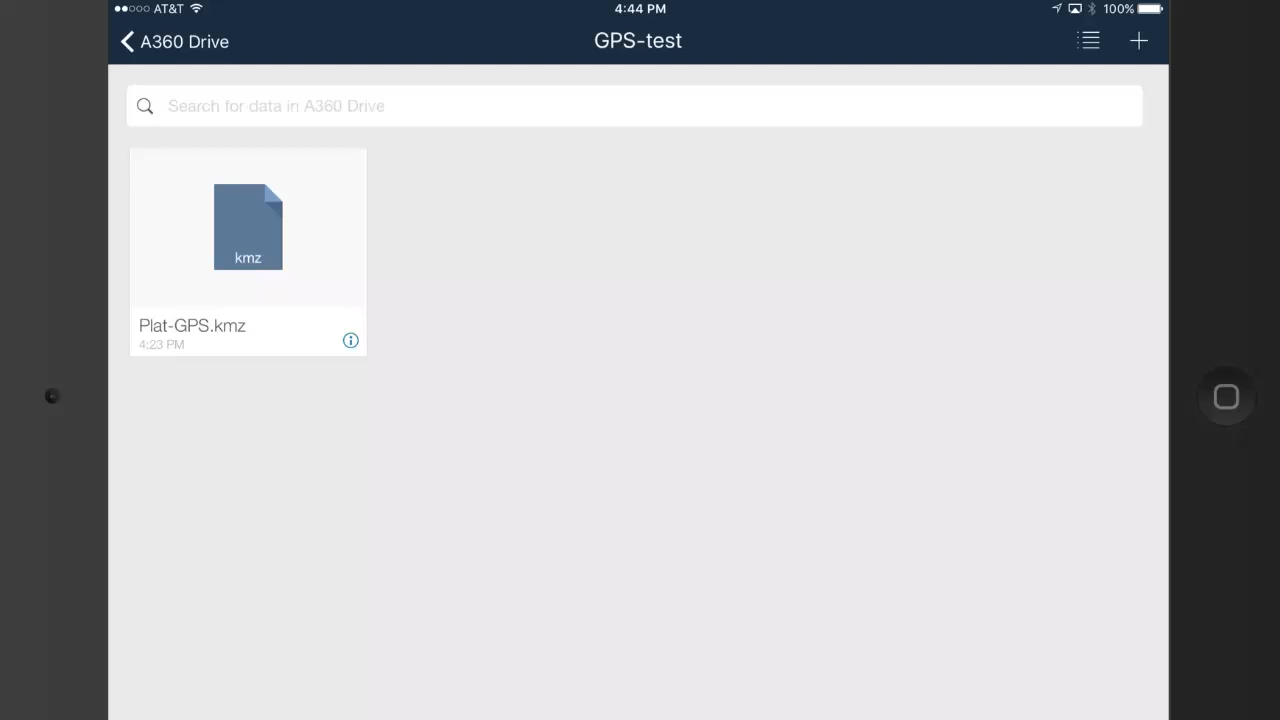 AT&T 4:44 PM 100%
A360 Drive GPS-test
Search for data in A360 Drive
kmz
Plat-GPS.kmz
4:23 PM